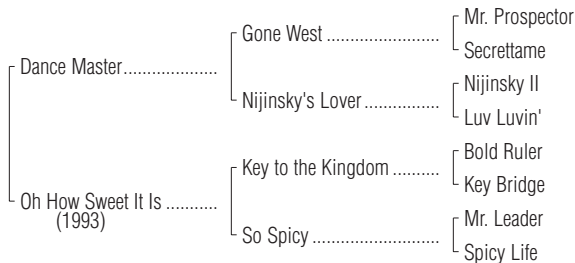 Mr. Prospector
Gone West
Secrettame
Dance Master
Nijinsky II
Nijinsky's Lover
Luv Luvin'
Bold Ruler
Key to the Kingdom
Key Bridge
Oh How Sweet It Is
(1993)
Mr. Leader
So Spicy
Spicy Life